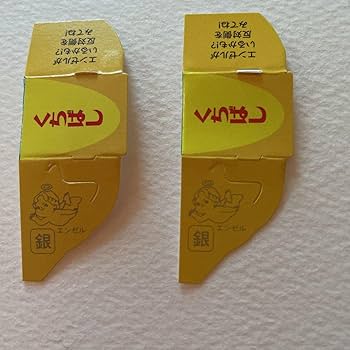 エンゼルが
いるかも!?
反対側を
みてね!
くちばし
銀
エンゼル
エンゼルが
いるかも!?
反対側を
みてね!
くちばし
銀
エンゼル